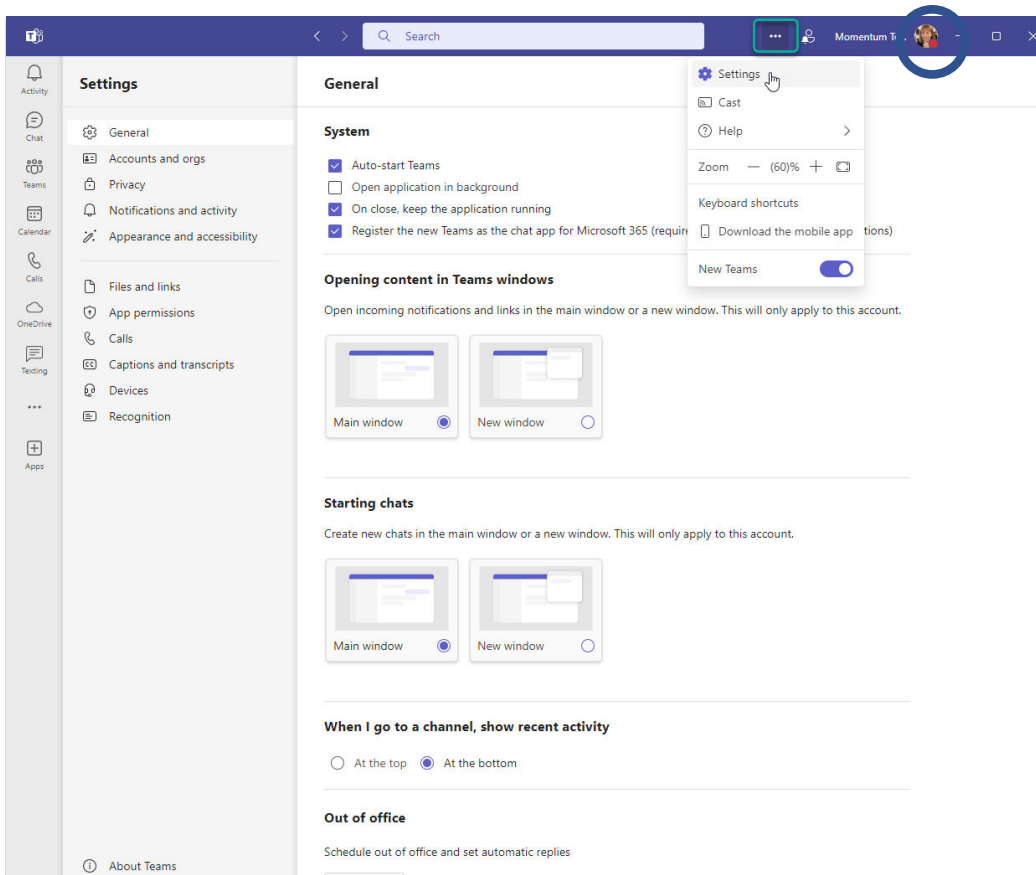 Search
Momentum Te...
Activity
Chat
Teams
Calendar
Calls
OneDrive
Texting
Apps
Settings
General
Accounts and orgs
Privacy
Notifications and activity
Appearance and accessibility
Files and links
App permissions
Calls
CC Captions and transcripts
Devices
Recognition
About Teams
General
System
Auto-start Teams
Open application in background
On close, keep the application running
Register the new Teams as the chat app for Microsoft 365 (require tions)
Opening content in Teams windows
Open incoming notifications and links in the main window or a new window. This will only apply to this account.
Main window
New window
Starting chats
Create new chats in the main window or a new window. This will only apply to this account.
Main window
New window
When I go to a channel, show recent activity
At the top
At the bottom
Out of office
Schedule out of office and set automatic replies
Settings
Cast
Help
Zoom — (60)% +
Keyboard shortcuts
Download the mobile app
New Teams